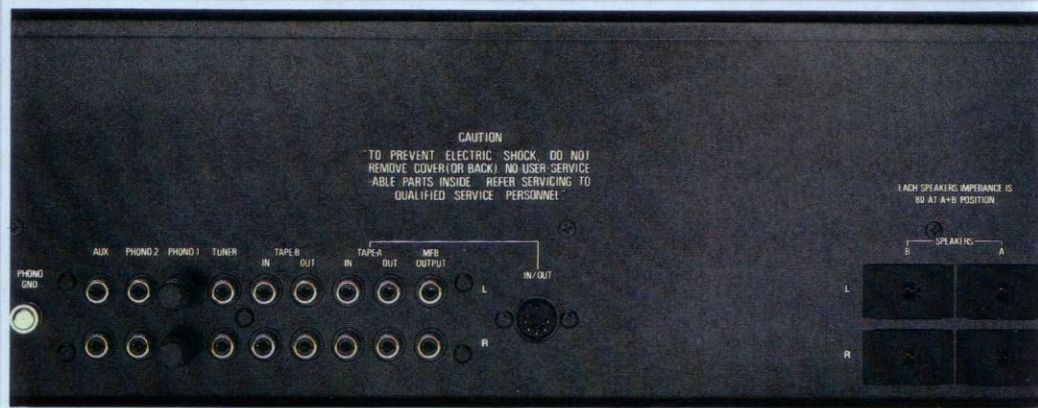 CAUTION
TO PREVENT ELECTRIC SHOCK, DO NOT
REMOVE COVER (OR BACK). NO USER-SERVICE
-ABLE PARTS INSIDE. REFER SERVICING TO
QUALIFIED SERVICE PERSONNEL.
EACH SPEAKERS IMPEDANCE IS
8Ω AT A+B POSITION
SPEAKERS
B A
AUX PHONO 2 PHONO 1 TUNER TAPE-B TAPE-A MFB
IN OUT IN OUT OUTPUT
IN/OUT
PHONO
GND
L L
R R